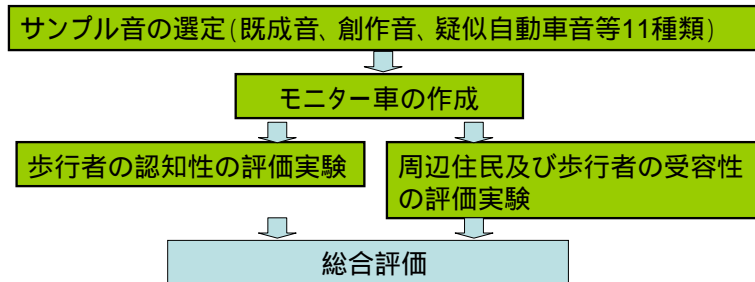 サンプル音の選定(既成音、創作音、疑似自動車音等11種類)
モニター車の作成
歩行者の認知性の評価実験
周辺住民及び歩行者の受容性
の評価実験
総合評価